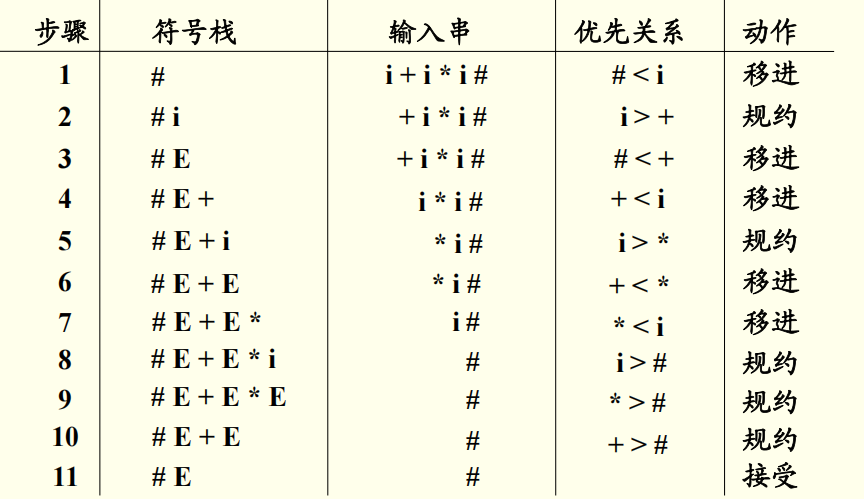 步骤 符号栈 输入串 优先关系 动作
1 # i + i * i # # < i 移进
2 # i + i * i # i > + 规约
3 # E + i * i # # < + 移进
4 # E + i * i # + < i 移进
5 # E + i * i # i > * 规约
6 # E + E * i # + < * 移进
7 # E + E * i # * < i 移进
8 # E + E * i # i > # 规约
9 # E + E * E # * > # 规约
10 # E + E # + > # 规约
11 # E # 接受